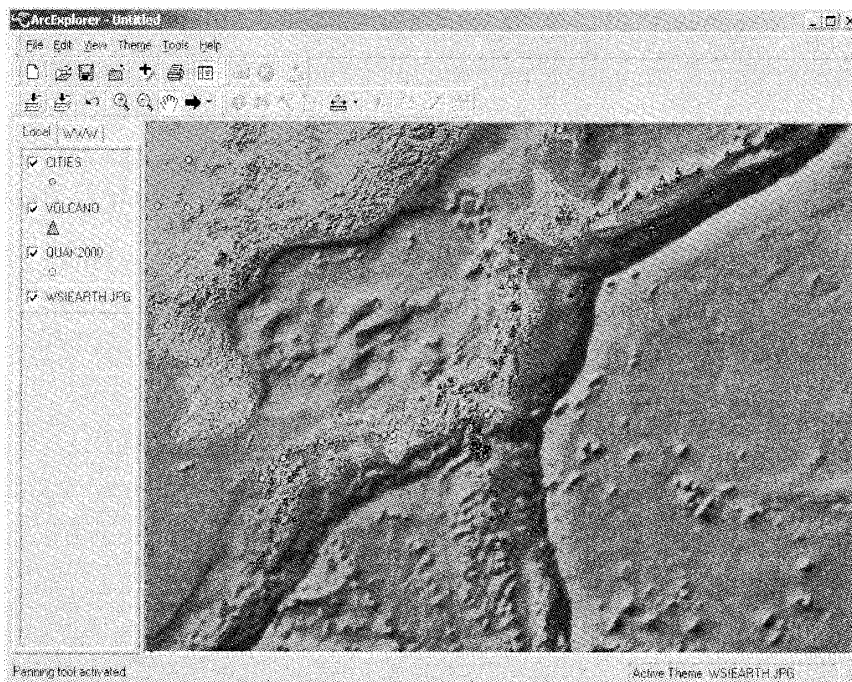 ArcExplorer - Untitled
File Edit View Theme Tools Help
Local WWW
CITIES
VOLCANO
QUAK2000
WSIEARTH.JPG
Panning tool activated
Active Theme: WSIEARTH.JPG